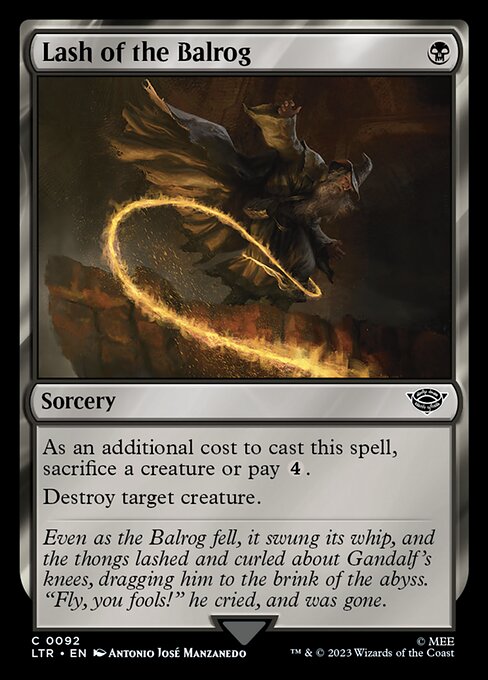 Lash of the Balrog
Sorcery
As an additional cost to cast this spell,
sacrifice a creature or pay 4.
Destroy target creature.
Even as the Balrog fell, it swung its whip, and
the thongs lashed and curled about Gandalf's
knees, dragging him to the brink of the abyss.
"Fly, you fools!" he cried, and was gone.
C 0092
LTR • EN Antonio José Manzanedo
© MEE
™ & © 2023 Wizards of the Coast